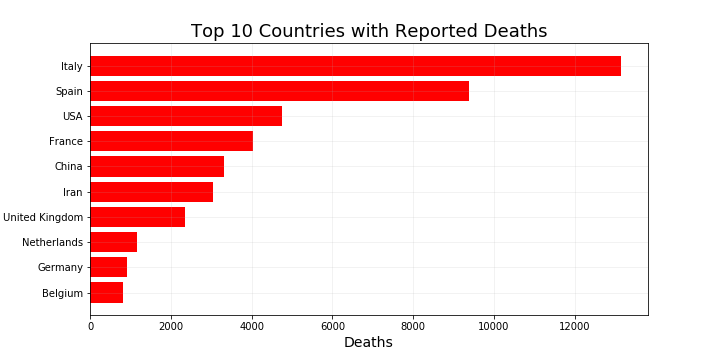 Top 10 Countries with Reported Deaths
Italy
Spain
USA
France
China
Iran
United Kingdom
Netherlands
Germany
Belgium
0 2000 4000 6000 8000 10000 12000
Deaths